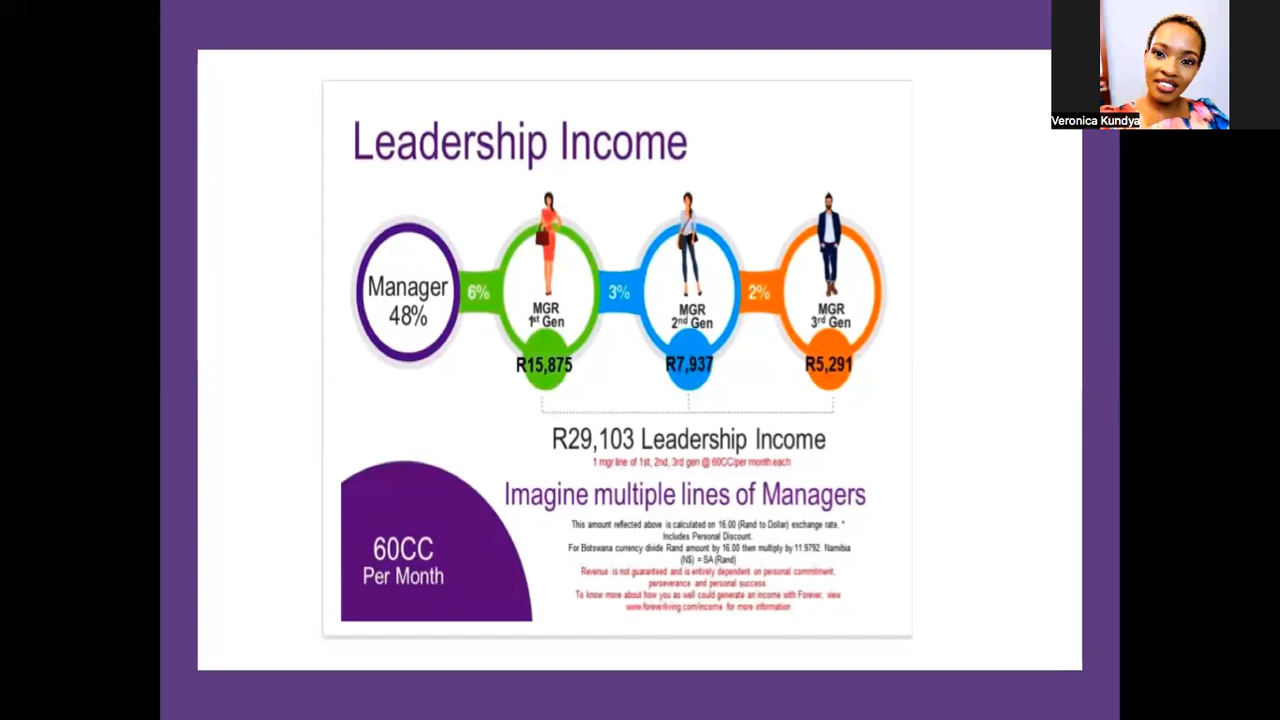 Veronica Kundya
Leadership Income
Manager
48%
6%
MGR
1st Gen
R15,875
3%
MGR
2nd Gen
R7,937
2%
MGR
3rd Gen
R5,291
R29,103 Leadership Income
1 mgr line of 1st, 2nd, 3rd gen @ 60CC/per month each
Imagine multiple lines of Managers
60CC
Per Month
This amount reflected above is calculated on 16.00 (Rand to Dollar) exchange rate. *
Includes Personal Discount.
For Botswana currency divide Rand amount by 16.00 then multiply by 11.9792. Namibia
(N$) = SA (Rand)
Revenue is not guaranteed and is entirely dependent on personal commitment,
perseverance and personal success.
To know more about how you as well could generate an income with Forever, view
www.foreverliving.com/income for more information